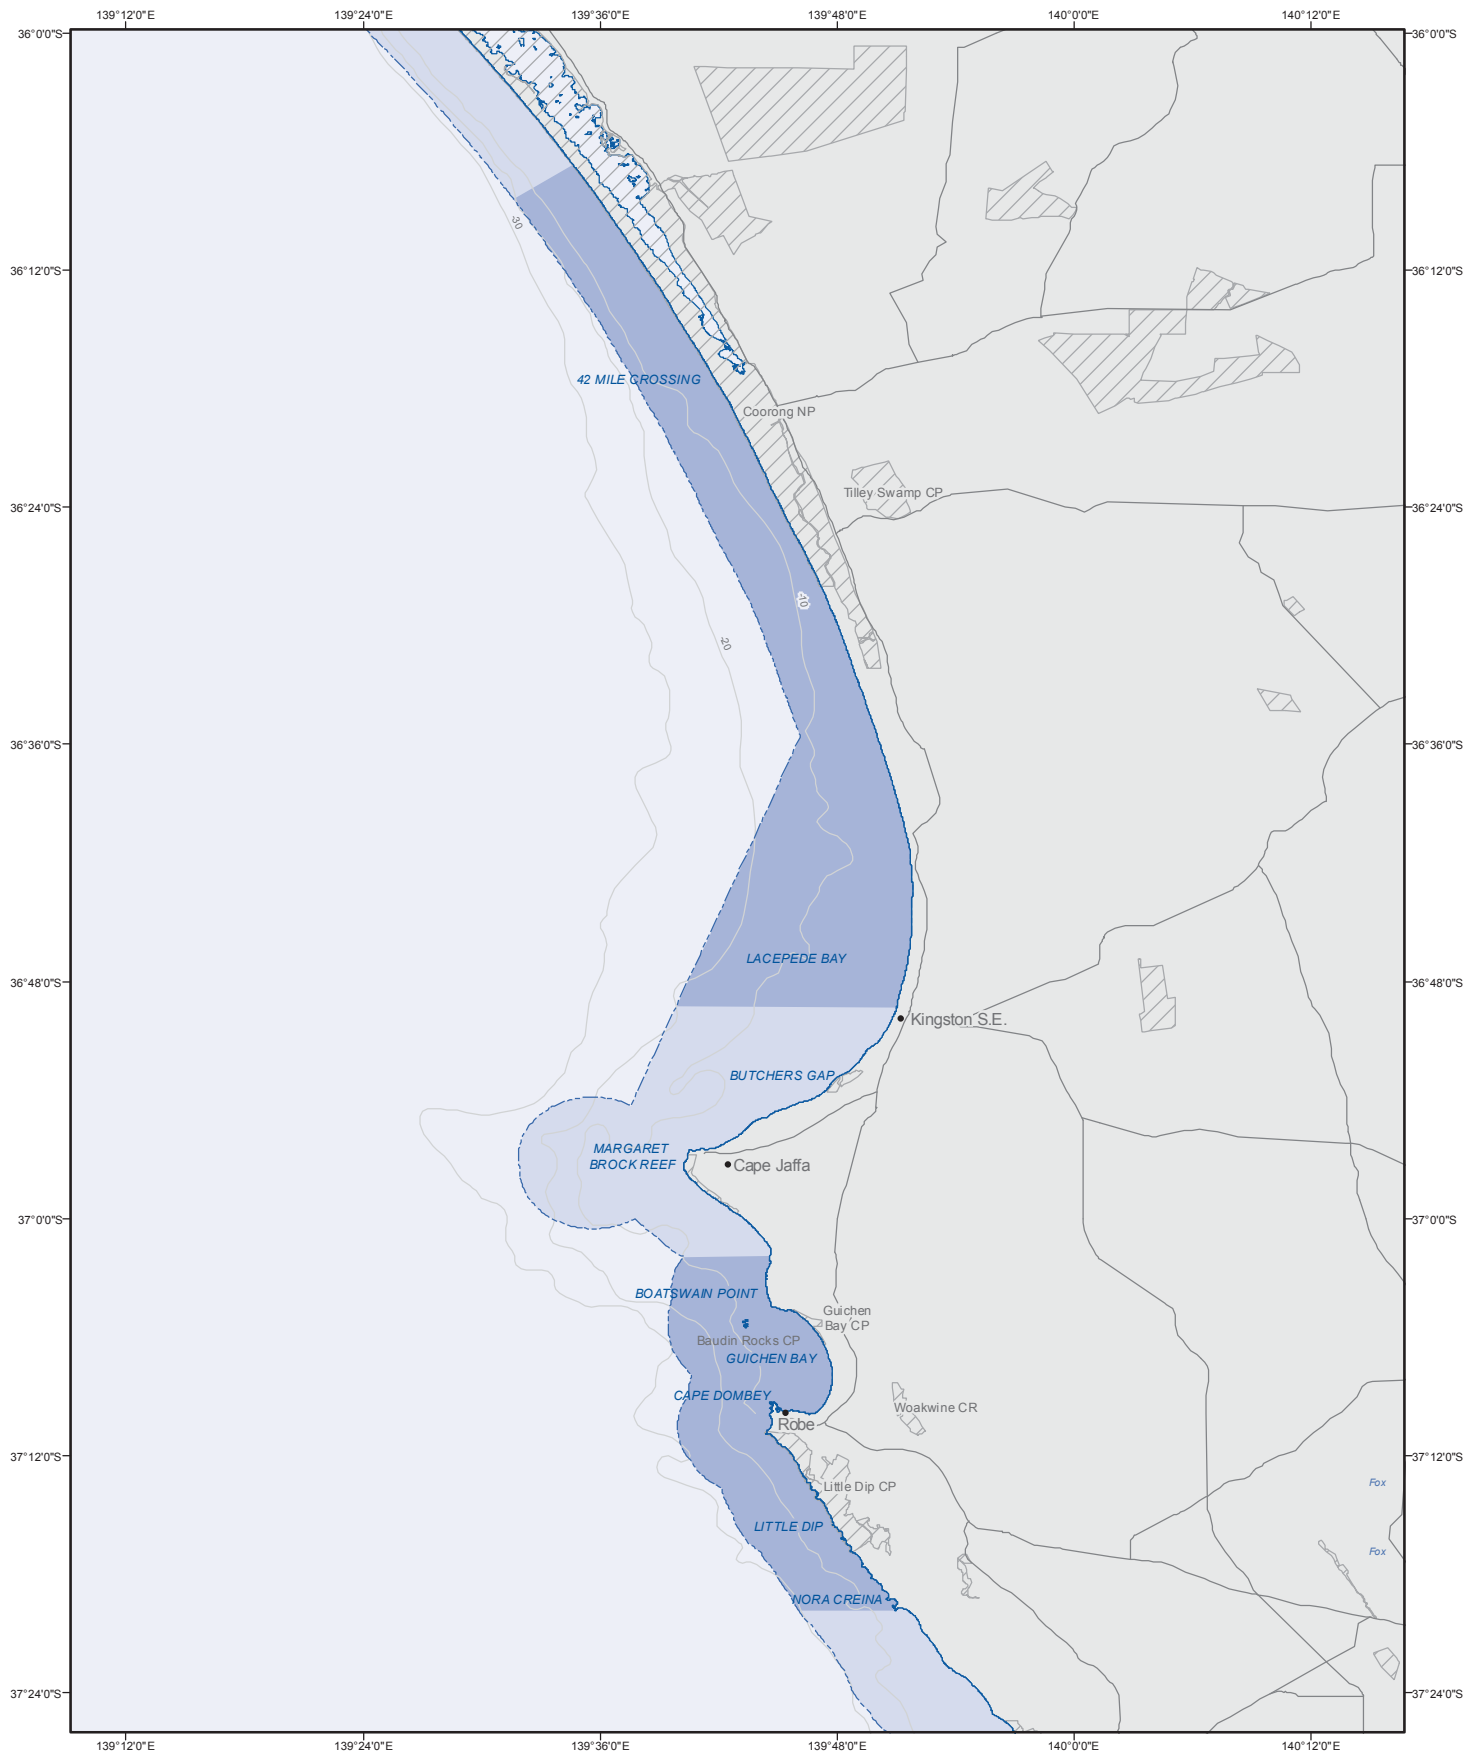 139°12'0"E
139°24'0"E
139°36'0"E
139°48'0"E
140°0'0"E
140°12'0"E
36°0'0"S
36°0'0"S
-30
36°12'0"S
36°12'0"S
42 MILE CROSSING
Coorong NP
Tilley Swamp CP
36°24'0"S
36°24'0"S
-10
-20
36°36'0"S
36°36'0"S
LACEPEDE BAY
36°48'0"S
36°48'0"S
Kingston S.E.
BUTCHERS GAP
MARGARET
BROCK REEF
Cape Jaffa
37°0'0"S
37°0'0"S
BOATSWAIN POINT
Guichen
Bay CP
Baudin Rocks CP
GUICHEN BAY
CAPE DOMBEY
Woakwine CR
Robe
37°12'0"S
37°12'0"S
Little Dip CP
Fox
LITTLE DIP
Fox
NORA CREINA
37°24'0"S
37°24'0"S
139°12'0"E
139°24'0"E
139°36'0"E
139°48'0"E
140°0'0"E
140°12'0"E